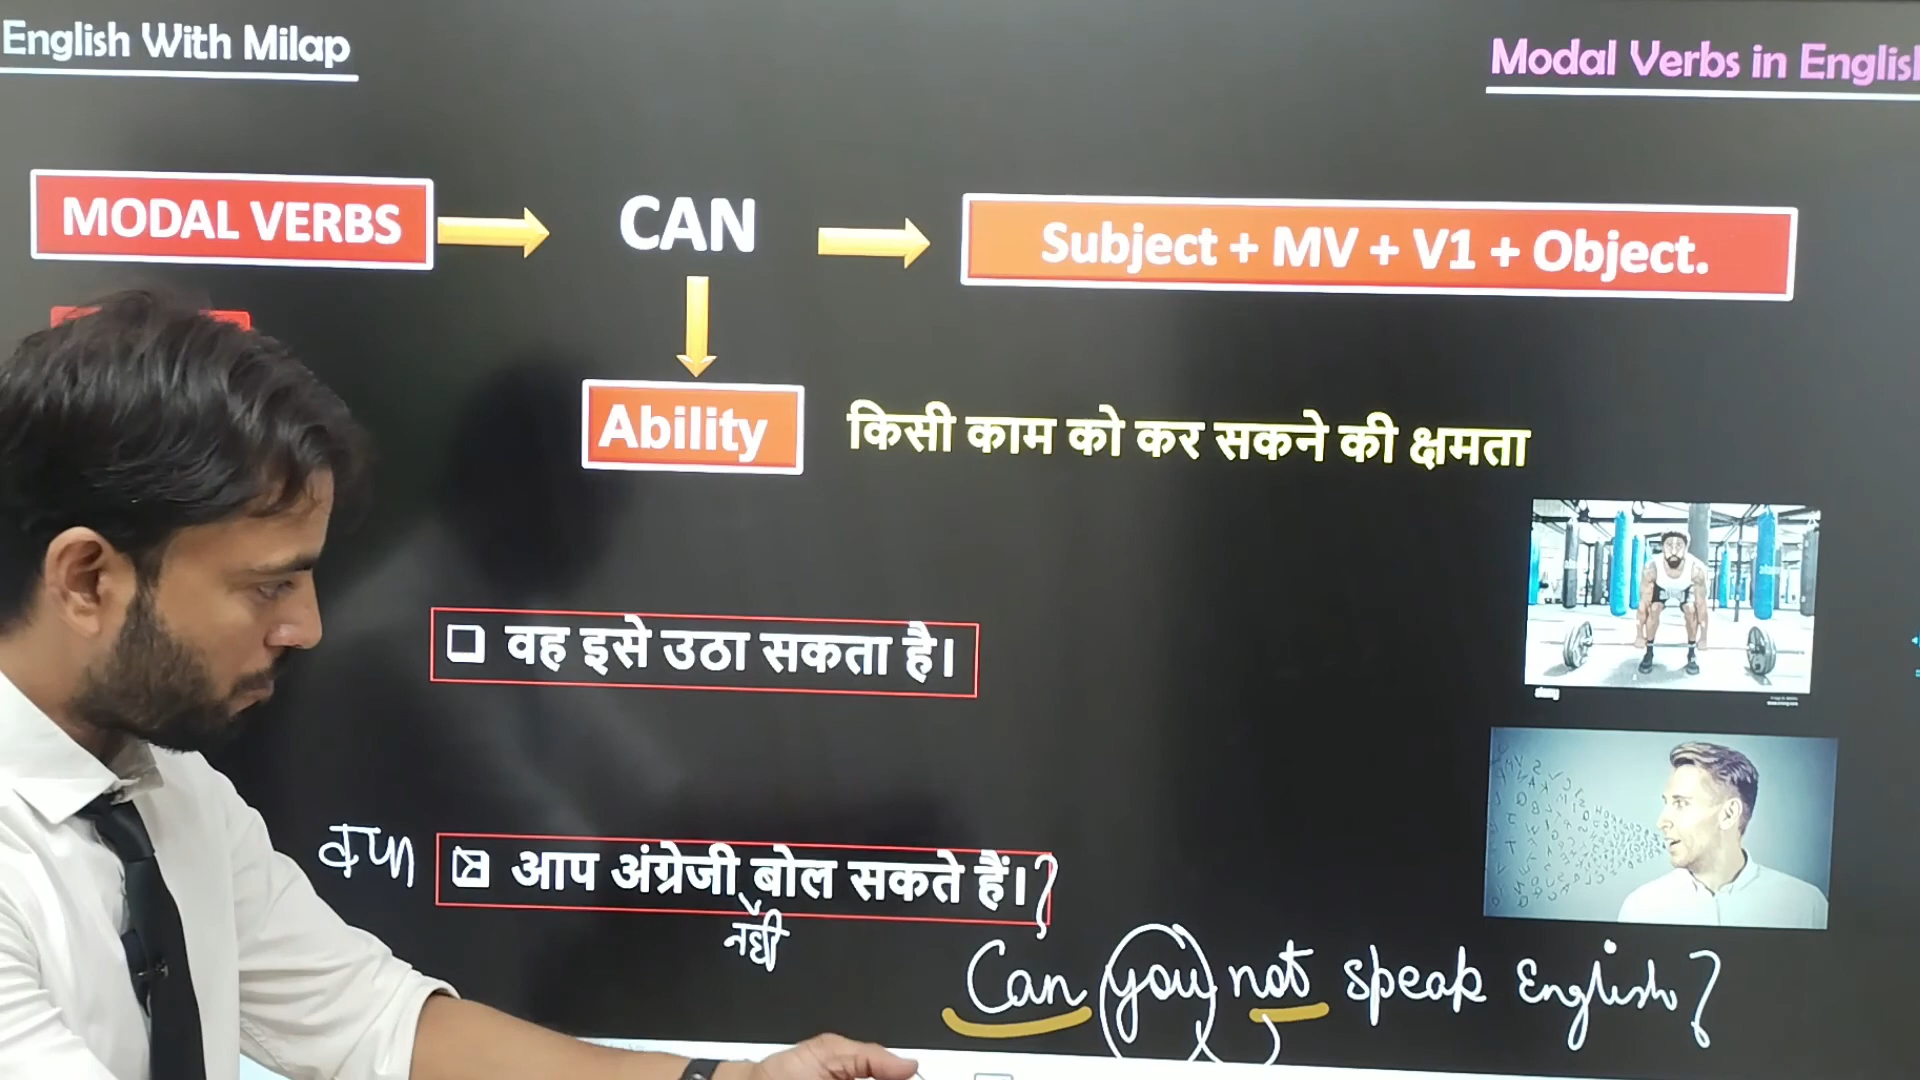 English With Milap
Modal Verbs in Englis
MODAL VERBS
CAN
Subject + MV + V1 + Object.
Ability
किसी काम को कर सकने की क्षमता
वह इसे उठा सकता है।
क्या आप अंग्रेजी बोल सकते हैं।?
नही
Can you not speak English?